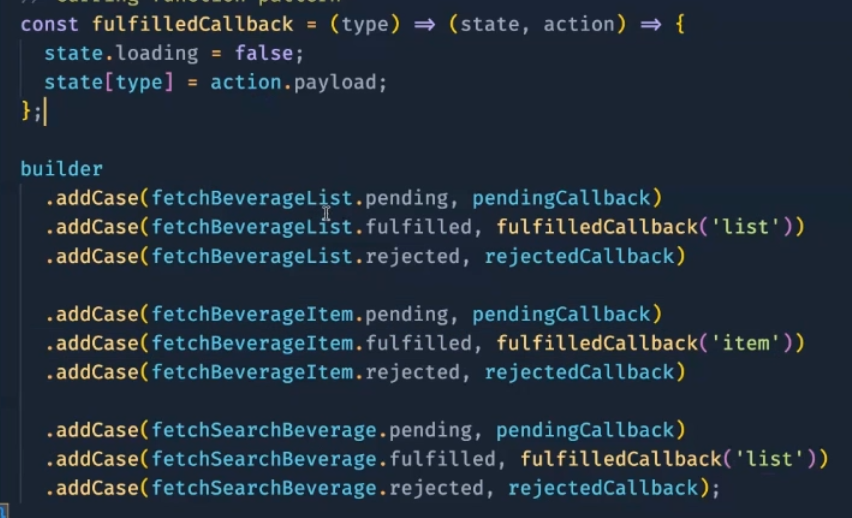 const fulfilledCallback = (type) => (state, action) => {
state.loading = false;
state[type] = action.payload;
};
builder
.addCase(fetchBeverageList.pending, pendingCallback)
.addCase(fetchBeverageList.fulfilled, fulfilledCallback('list'))
.addCase(fetchBeverageList.rejected, rejectedCallback)
.addCase(fetchBeverageItem.pending, pendingCallback)
.addCase(fetchBeverageItem.fulfilled, fulfilledCallback('item'))
.addCase(fetchBeverageItem.rejected, rejectedCallback)
.addCase(fetchSearchBeverage.pending, pendingCallback)
.addCase(fetchSearchBeverage.fulfilled, fulfilledCallback('list'))
.addCase(fetchSearchBeverage.rejected, rejectedCallback);